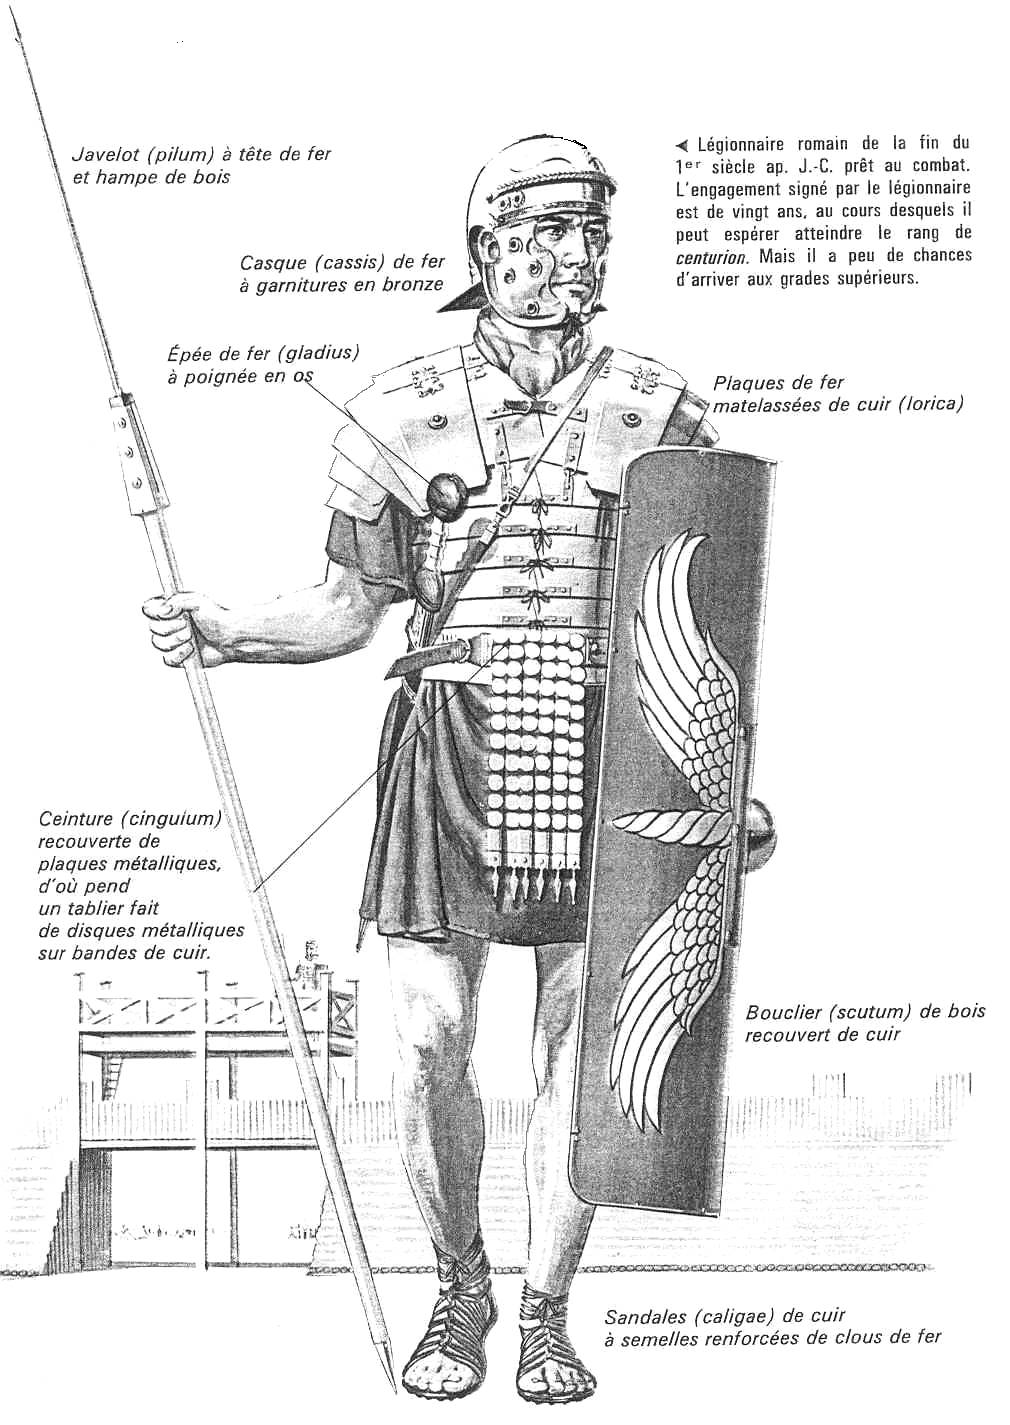 Javelot (pilum) à tête de fer
et hampe de bois
◄ Légionnaire romain de la fin du
1er siècle ap. J.-C. prêt au combat.
L'engagement signé par le légionnaire
est de vingt ans, au cours desquels il
peut espérer atteindre le rang de
centurion. Mais il a peu de chances
d'arriver aux grades supérieurs.
Casque (cassis) de fer
à garnitures en bronze
Épée de fer (gladius)
à poignée en os
Plaques de fer
matelassées de cuir (lorica)
Ceinture (cingulum)
recouverte de
plaques métalliques,
d'où pend
un tablier fait
de disques métalliques
sur bandes de cuir.
Bouclier (scutum) de bois
recouvert de cuir
Sandales (caligae) de cuir
à semelles renforcées de clous de fer